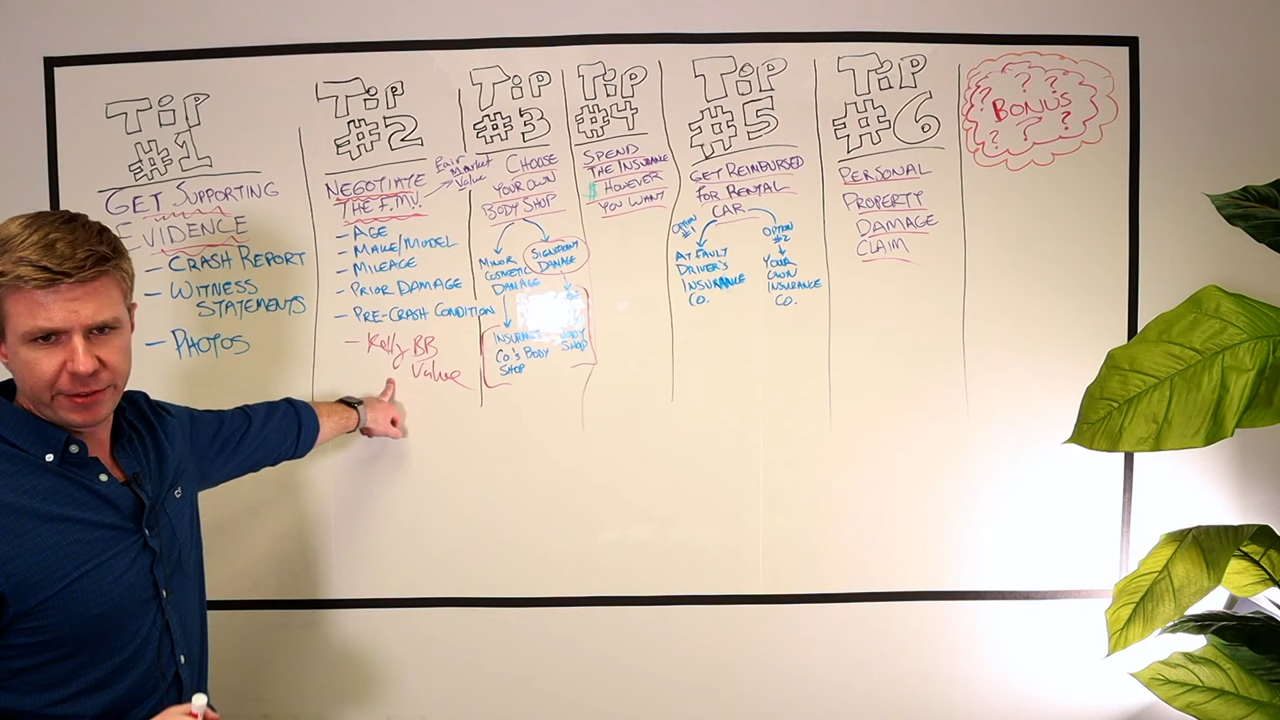 TiP
#1
GET SUPPORTING
EVIDENCE
- CRASH REPORT
- WITNESS
STATEMENTS
- PHOTOS
TiP
#2
NEGOTIATE
THE F.M.V.
Fair
Market
Value
- AGE
- MAKE/MODEL
- MILEAGE
- PRIOR DAMAGE
- PRE-CRASH CONDITION
- Kelly BB
Value
TiP
#3
CHOOSE
YOUR OWN
BODY SHOP
MINOR
COSMETIC
DAMAGE
INSURANCE
CO.'S BODY
SHOP
SIGNIFICANT
DAMAGE
BODY
SHOP
TiP
#4
SPEND
THE INSURANCE
$ HOWEVER
YOU WANT
TiP
#5
GET REIMBURSED
FOR RENTAL
CAR
OPTION
#1
AT FAULT
DRIVER'S
INSURANCE
CO.
OPTION
#2
YOUR
OWN
INSURANCE
CO.
TiP
#6
PERSONAL
PROPERTY
DAMAGE
CLAIM
? ? ?
? BONUS ?
? ? ?